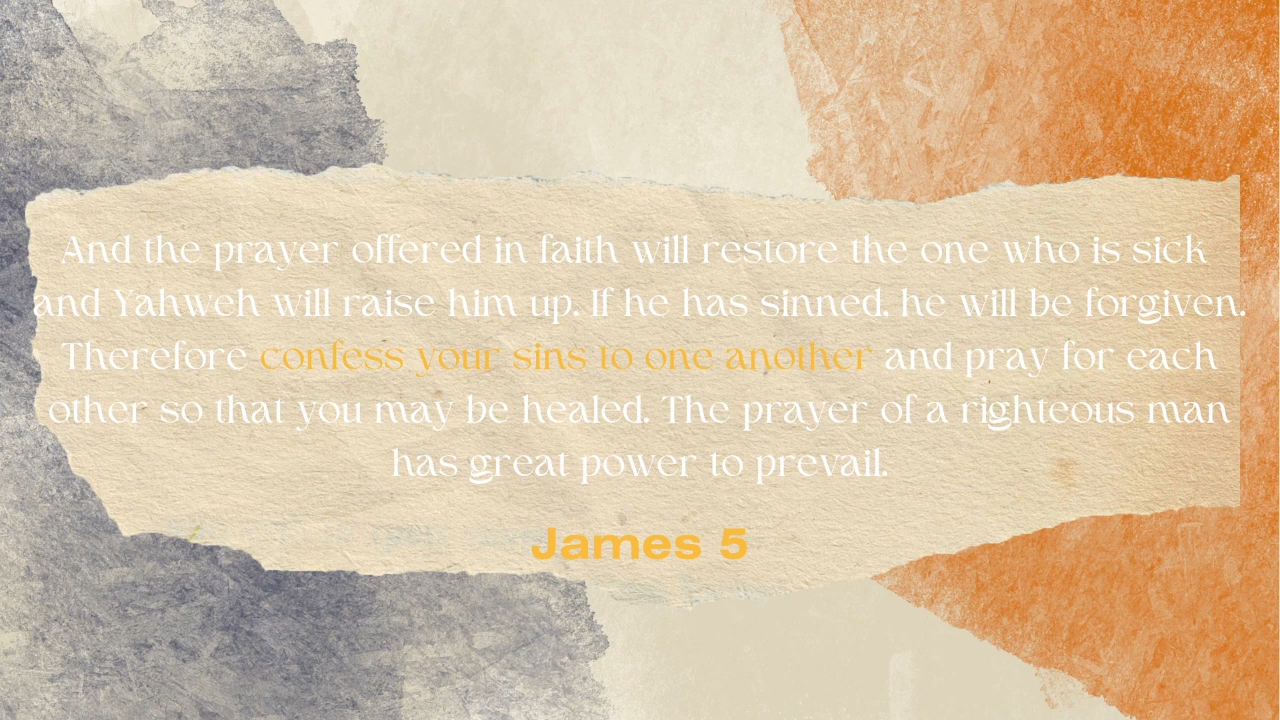 And the prayer offered in faith will restore the one who is sick
and Yahweh will raise him up. If he has sinned, he will be forgiven.
Therefore confess your sins to one another and pray for each
other so that you may be healed. The prayer of a righteous man
has great power to prevail.
James 5